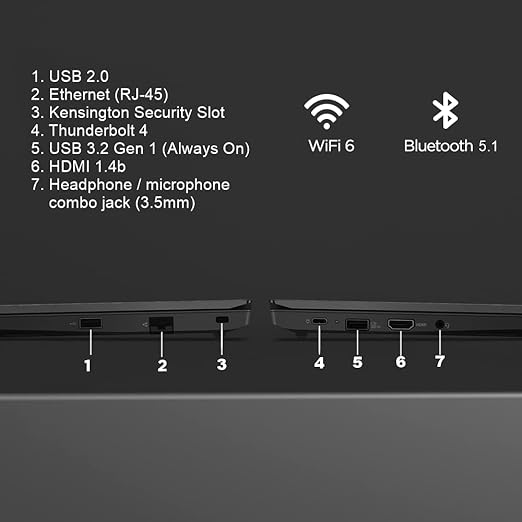 1. USB 2.0
2. Ethernet (RJ-45)
3. Kensington Security Slot
4. Thunderbolt 4
5. USB 3.2 Gen 1 (Always On)
6. HDMI 1.4b
7. Headphone / microphone
combo jack (3.5mm)
WiFi 6
Bluetooth 5.1
1 2 3 4 5 6 7